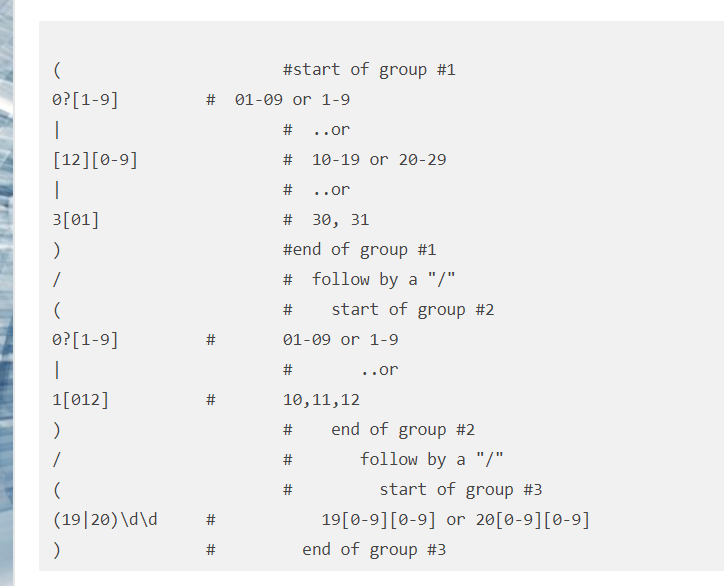 ( #start of group #1
0?[1-9] # 01-09 or 1-9
| # ..or
[12][0-9] # 10-19 or 20-29
| # ..or
3[01] # 30, 31
) #end of group #1
/ # follow by a "/"
( # start of group #2
0?[1-9] # 01-09 or 1-9
| # ..or
1[012] # 10,11,12
) # end of group #2
/ # follow by a "/"
( # start of group #3
(19|20)\d\d # 19[0-9][0-9] or 20[0-9][0-9]
) # end of group #3